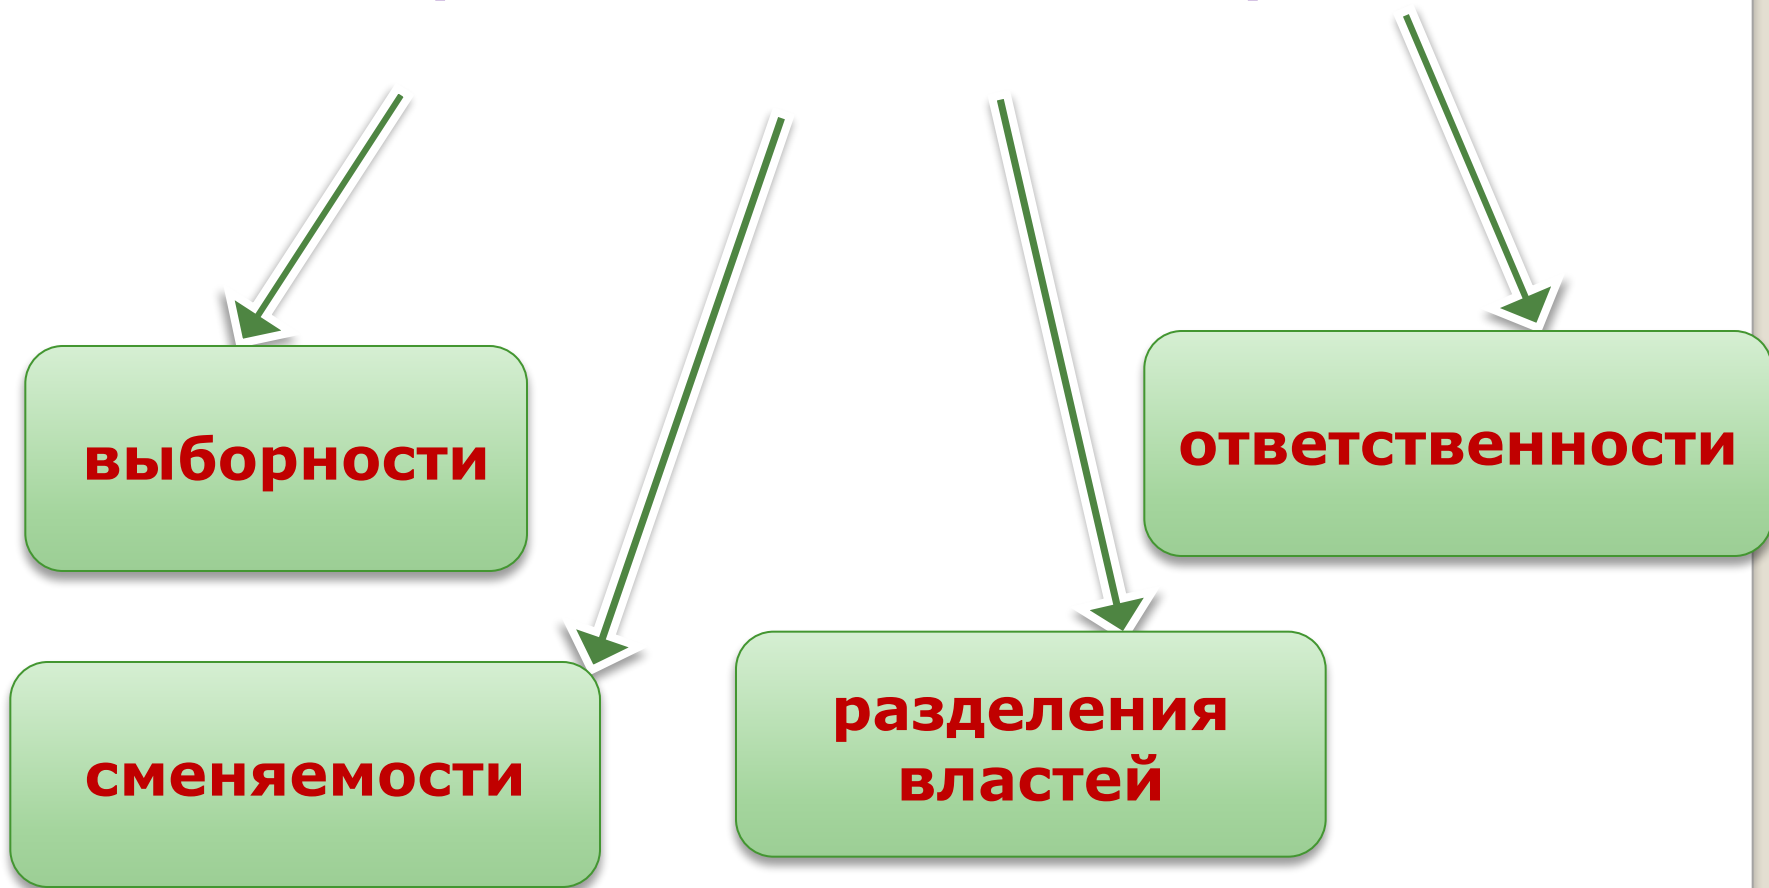 выборности
ответственности
сменяемости
разделения
властей